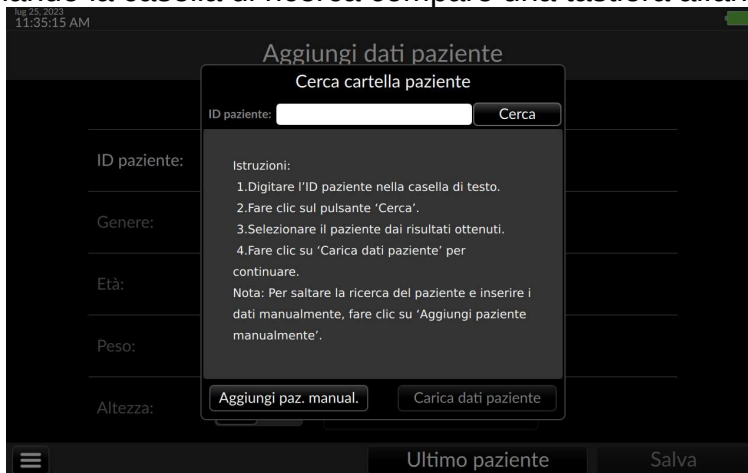 lug 25, 2023
11:35:15 AM
Aggiungi dati paziente
Cerca cartella paziente
ID paziente:
Cerca
ID paziente:
Genere:
Età:
Peso:
Altezza:
Istruzioni:
1.Digitare l'ID paziente nella casella di testo.
2.Fare clic sul pulsante ‘Cerca’.
3.Selezionare il paziente dai risultati ottenuti.
4.Fare clic su ‘Carica dati paziente’ per
continuare.
Nota: Per saltare la ricerca del paziente e inserire i
dati manualmente, fare clic su ‘Aggiungi paziente
manualmente’.
Aggiungi paz. manual.
Carica dati paziente
Ultimo paziente
Salva